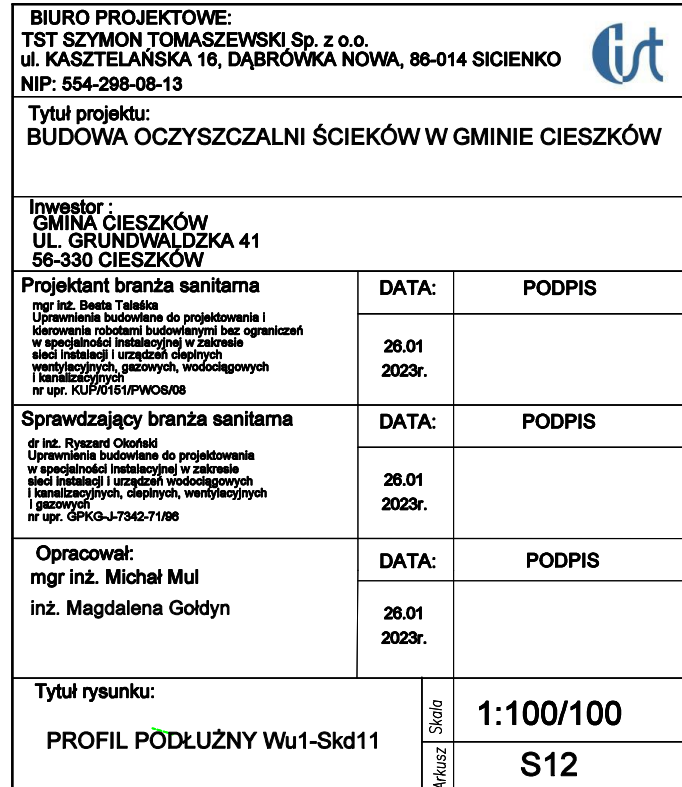 BIURO PROJEKTOWE:
TST SZYMON TOMASZEWSKI Sp. z o.o.
ul. KASZTELAŃSKA 16, DĄBRÓWKA NOWA, 86-014 SICIENKO
NIP: 554-298-08-13
Tytuł projektu:
BUDOWA OCZYSZCZALNI ŚCIEKÓW W GMINIE CIESZKÓW
Inwestor :
GMINA CIESZKÓW
UL. GRUNDWALDZKA 41
56-330 CIESZKÓW
Projektant branża sanitarna
mgr inż. Beata Talaśka
Uprawnienia budowlane do projektowania i
kierowania robotami budowlanymi bez ograniczeń
w specjalności instalacyjnej w zakresie
sieci instalacji i urządzeń cieplnych
wentylacyjnych, gazowych, wodociągowych
i kanalizacyjnych
nr upr. KUP/0151/PWOS/08
DATA:
26.01
2023r.
PODPIS
Sprawdzający branża sanitarna
dr inż. Ryszard Okoński
Uprawnienia budowlane do projektowania
w specjalności instalacyjnej w zakresie
sieci instalacji i urządzeń wodociągowych
i kanalizacyjnych, cieplnych, wentylacyjnych
i gazowych
nr upr. GPKG-J-7342-71/96
DATA:
26.01
2023r.
PODPIS
Opracował:
mgr inż. Michał Mul
inż. Magdalena Gołdyn
DATA:
26.01
2023r.
PODPIS
Tytuł rysunku:
PROFIL PODŁUŻNY Wu1-Skd11
Skala
1:100/100
Arkusz
S12